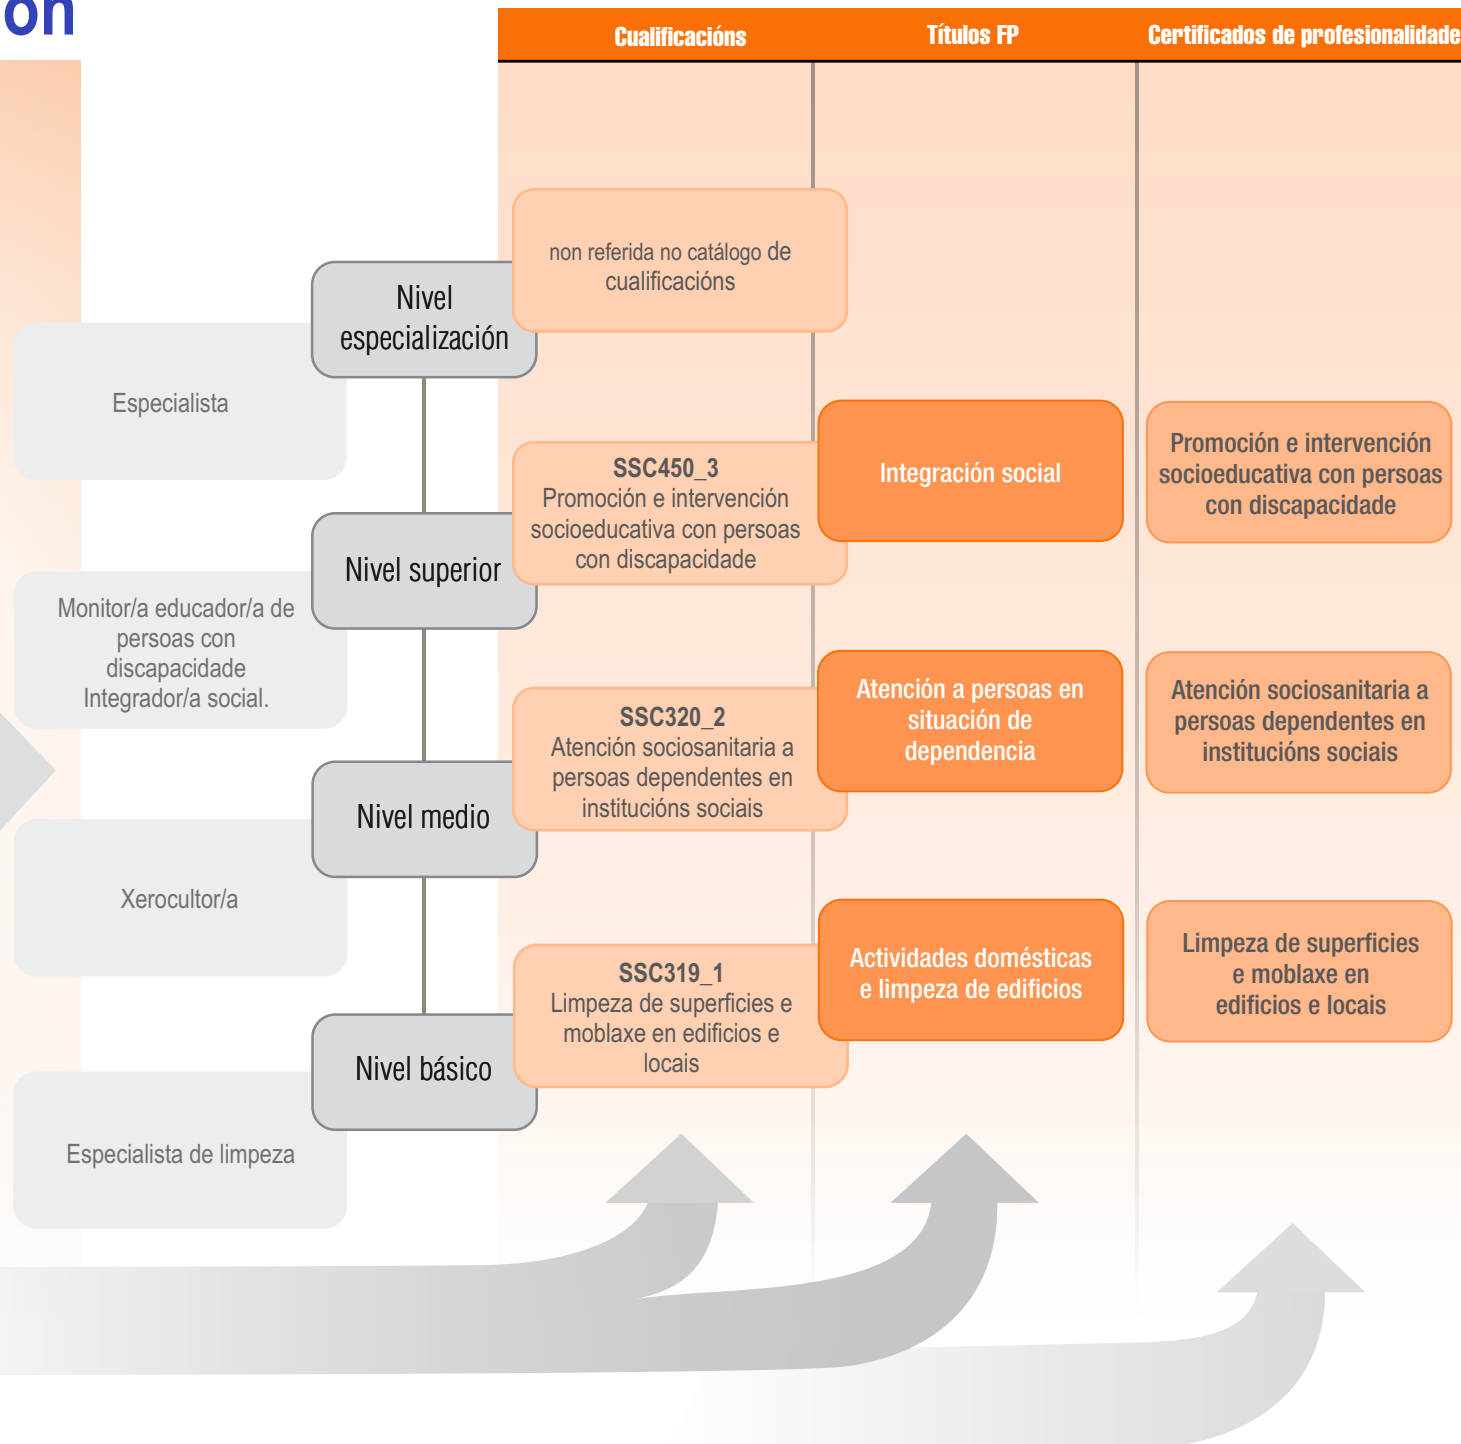 ón
Cualificacións
Títulos FP
Certificados de profesionalidade
non referida no catálogo de
cualificacións
Nivel
especialización
Especialista
SSC450_3
Promoción e intervención
socioeducativa con persoas
con discapacidade
Integración social
Promoción e intervención
socioeducativa con persoas
con discapacidade
Nivel superior
Monitor/a educador/a de
persoas con
discapacidade
Integrador/a social.
SSC320_2
Atención sociosanitaria a
persoas dependentes en
institucións sociais
Atención a persoas en
situación de
dependencia
Atención sociosanitaria a
persoas dependentes en
institucións sociais
Nivel medio
Xerocultor/a
SSC319_1
Limpeza de superficies e
moblaxe en edificios e
locais
Actividades domésticas
e limpeza de edificios
Limpeza de superficies
e moblaxe en
edificios e locais
Nivel básico
Especialista de limpeza